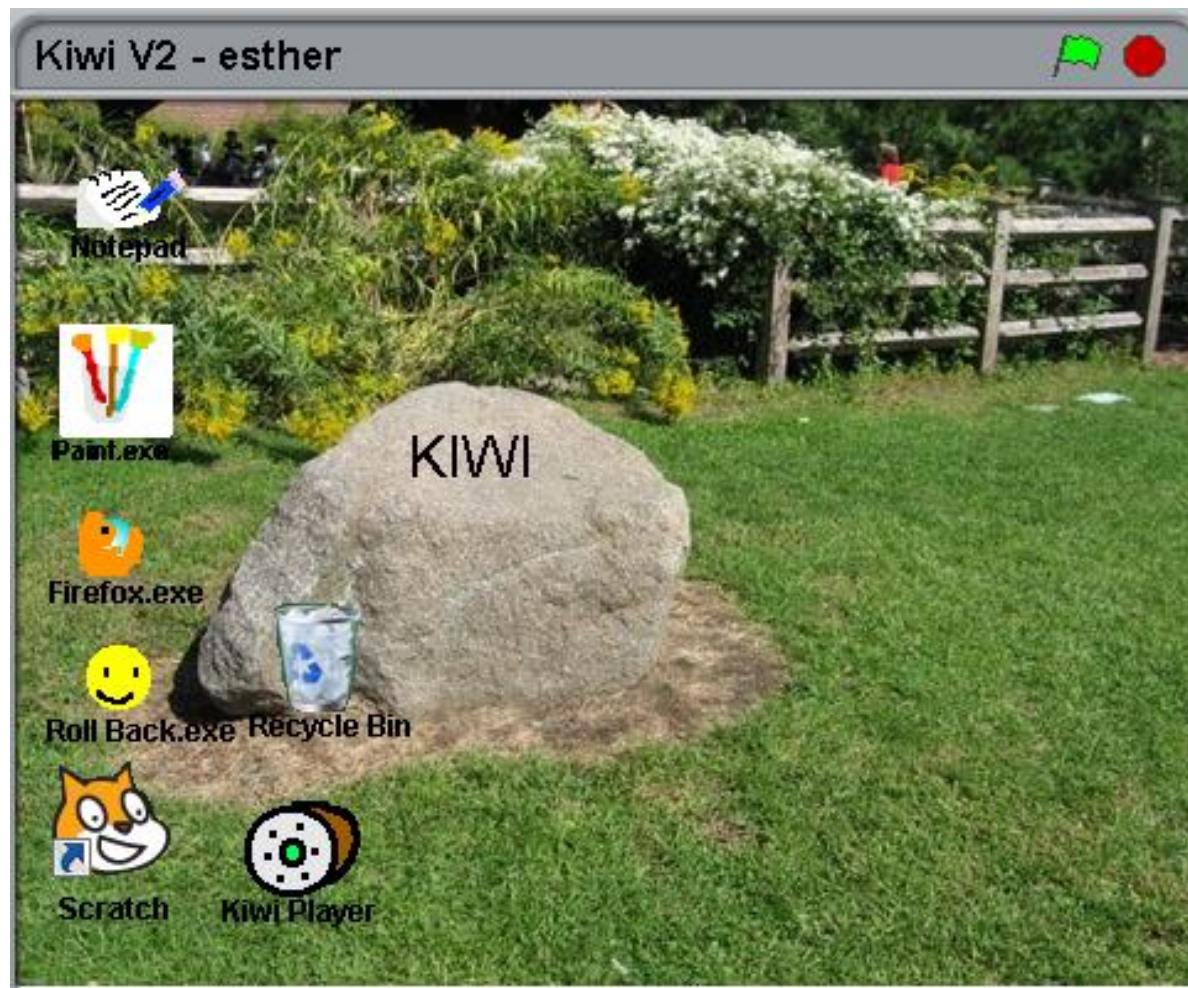 Kiwi V2 - esther
Notepad
KIWI
Paint.exe
Firefox.exe
Roll Back.exe
Recycle Bin
Scratch
Kiwi Player